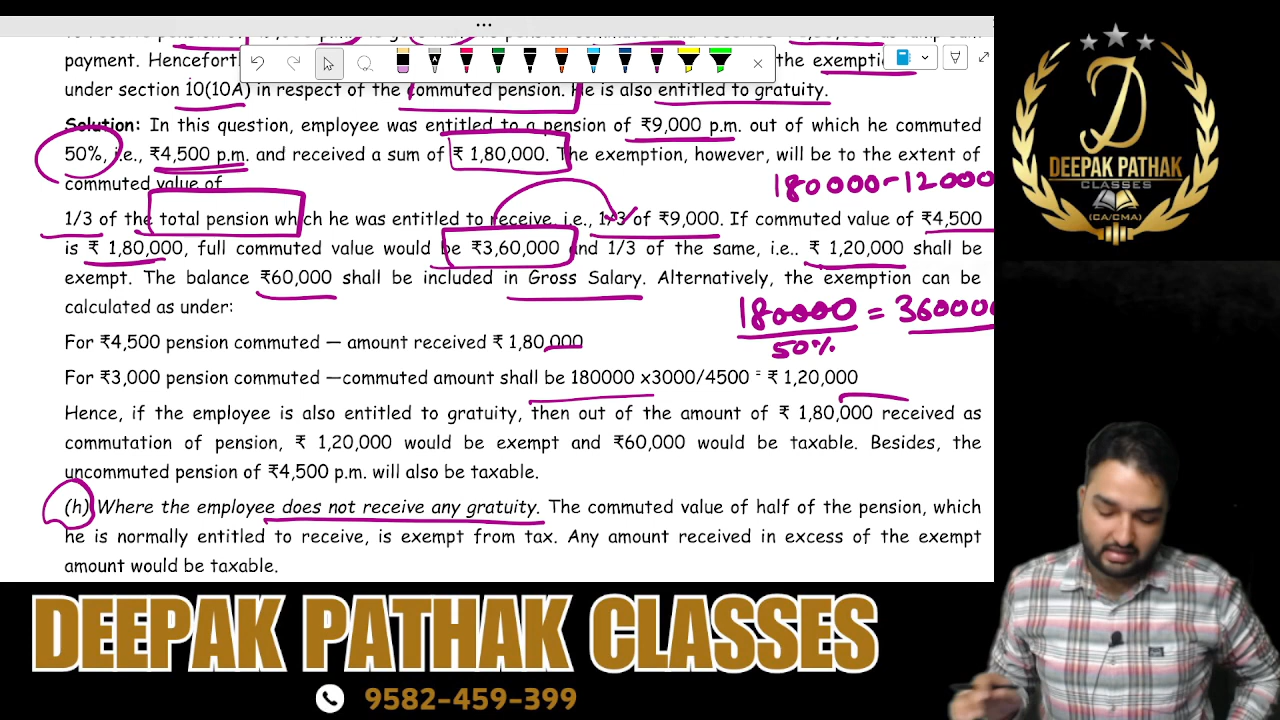 payment. Henceforth
the exemption
under section 10(10A) in respect of the commuted pension. He is also entitled to gratuity.
Solution: In this question, employee was entitled to a pension of ₹9,000 p.m. out of which he commuted
50%, i.e., ₹4,500 p.m. and received a sum of ₹ 1,80,000. The exemption, however, will be to the extent of
commuted value of
180000-12000
1/3 of the total pension which he was entitled to receive, i.e., 1/3 of ₹9,000. If commuted value of ₹4,500
is ₹ 1,80,000, full commuted value would be ₹3,60,000 and 1/3 of the same, i.e.. ₹ 1,20,000 shall be
exempt. The balance ₹60,000 shall be included in Gross Salary. Alternatively, the exemption can be
calculated as under:
180000 = 360000
50%
For ₹4,500 pension commuted — amount received ₹ 1,80,000
For ₹3,000 pension commuted —commuted amount shall be 180000 x3000/4500 = ₹ 1,20,000
Hence, if the employee is also entitled to gratuity, then out of the amount of ₹ 1,80,000 received as
commutation of pension, ₹ 1,20,000 would be exempt and ₹60,000 would be taxable. Besides, the
uncommuted pension of ₹4,500 p.m. will also be taxable.
(h) Where the employee does not receive any gratuity. The commuted value of half of the pension, which
he is normally entitled to receive, is exempt from tax. Any amount received in excess of the exempt
amount would be taxable.
D
DEEPAK PATHAK
CLASSES
(CA/CMA)
DEEPAK PATHAK CLASSES
9582-459-399